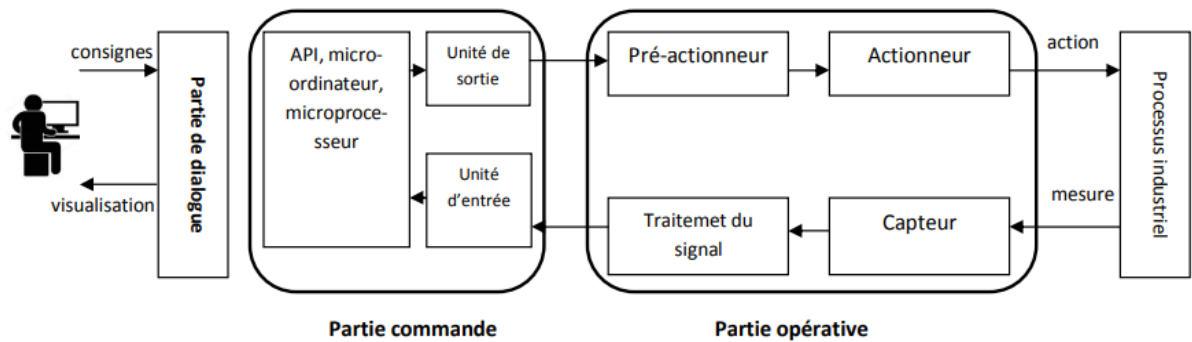 consignes
visualisation
Partie de dialogue
API, micro-
ordinateur,
microproce-
sseur
Unité de
sortie
Unité
d'entrée
Partie commande
Pré-actionneur
Actionneur
Traitemet du
signal
Capteur
Partie opérative
action
mesure
Processus industriel